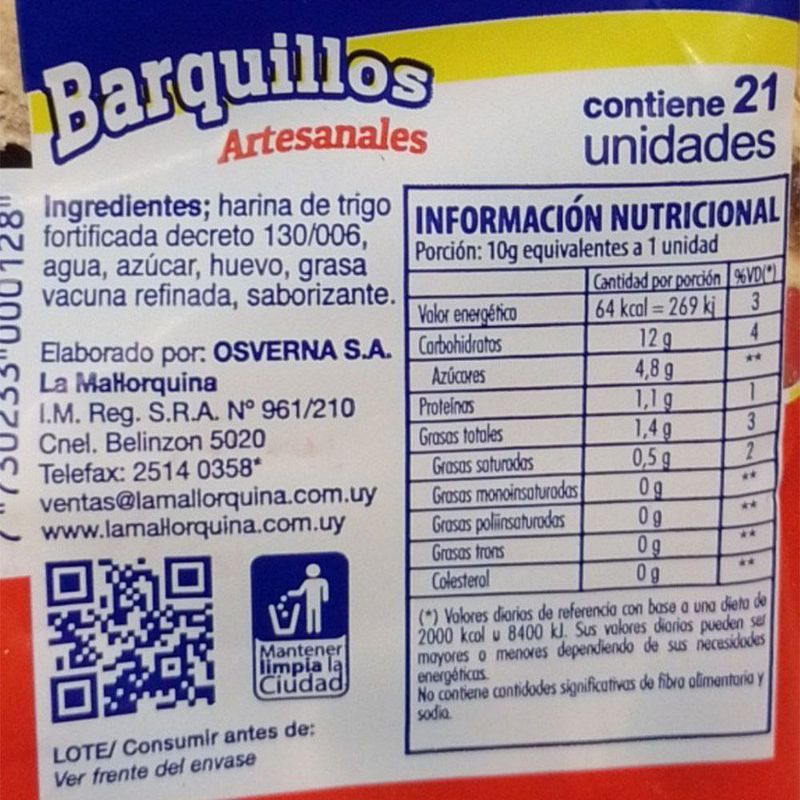 Barquillos
Artesanales
contiene 21
unidades
Ingredientes; harina de trigo
fortificada decreto 130/006,
agua, azúcar, huevo, grasa
vacuna refinada, saborizante.
Elaborado por: OSVERNA S.A.
La Mallorquina
I.M. Reg. S.R.A. Nº 961/210
Cnel. Belinzon 5020
Telefax: 2514 0358*
ventas@lamallorquina.com.uy
www.lamallorquina.com.uy
Mantener
limpia la
Ciudad
LOTE/ Consumir antes de:
Ver frente del envase
7"730233"000128"
INFORMACIÓN NUTRICIONAL
Porción: 10g equivalentes a 1 unidad
Cantidad por porción %VD(*)
Valor energético 64 kcal = 269 kj 3
Carbohidratos 12 g 4
Azúcares 4,8 g **
Proteínas 1,1 g 1
Grasas totales 1,4 g 3
Grasas saturadas 0,5 g 2
Grasas monoinsaturadas 0 g **
Grasas poliinsaturadas 0 g **
Grasas trans 0 g **
Colesterol 0 g **
(*) Valores diarios de referencia con base a una dieta de
2000 kcal u 8400 kJ. Sus valores diarios pueden ser
mayores o menores dependiendo de sus necesidades
energéticas.
No contiene cantidades significativas de fibra alimentaria y
sodio.